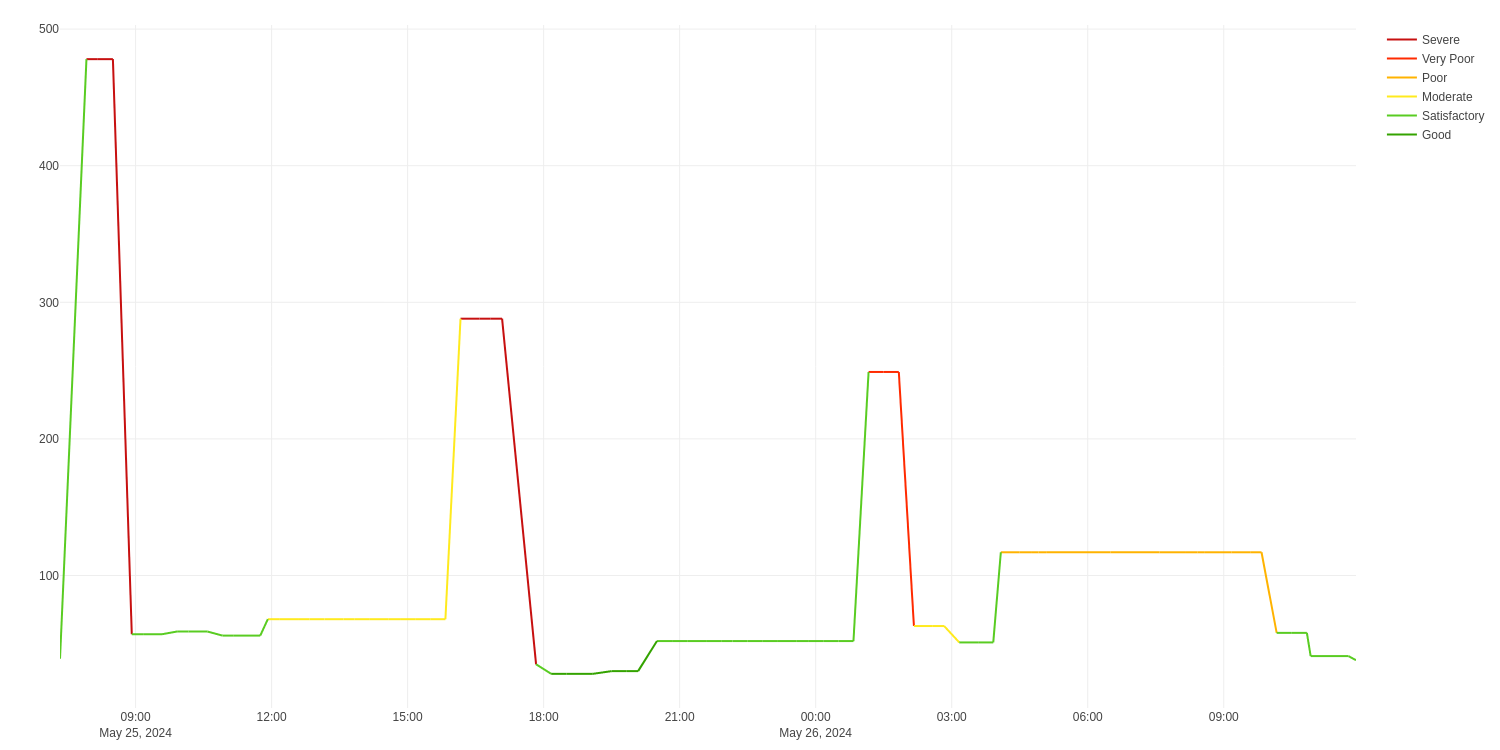 500
400
300
200
100
09:00
May 25, 2024
12:00
15:00
18:00
21:00
00:00
May 26, 2024
03:00
06:00
09:00
Severe
Very Poor
Poor
Moderate
Satisfactory
Good